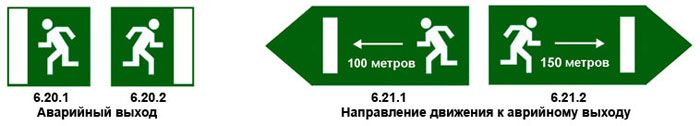 100 метров
150 метров
6.20.1 6.20.2 6.21.1 6.21.2
Аварийный выход Направление движения к аврийному выходу